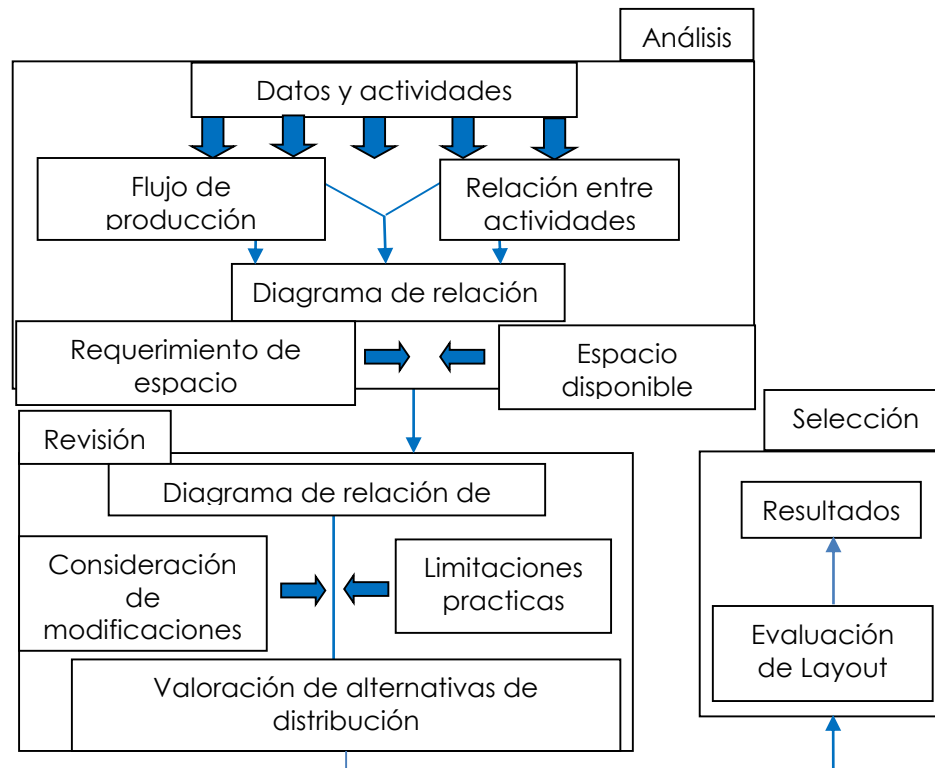 Análisis
Datos y actividades
Flujo de
producción
Relación entre
actividades
Diagrama de relación
Requerimiento de
espacio
Espacio
disponible
Revisión
Diagrama de relación de
Consideración
de
modificaciones
Limitaciones
practicas
Valoración de alternativas de
distribución
Selección
Resultados
Evaluación
de Layout